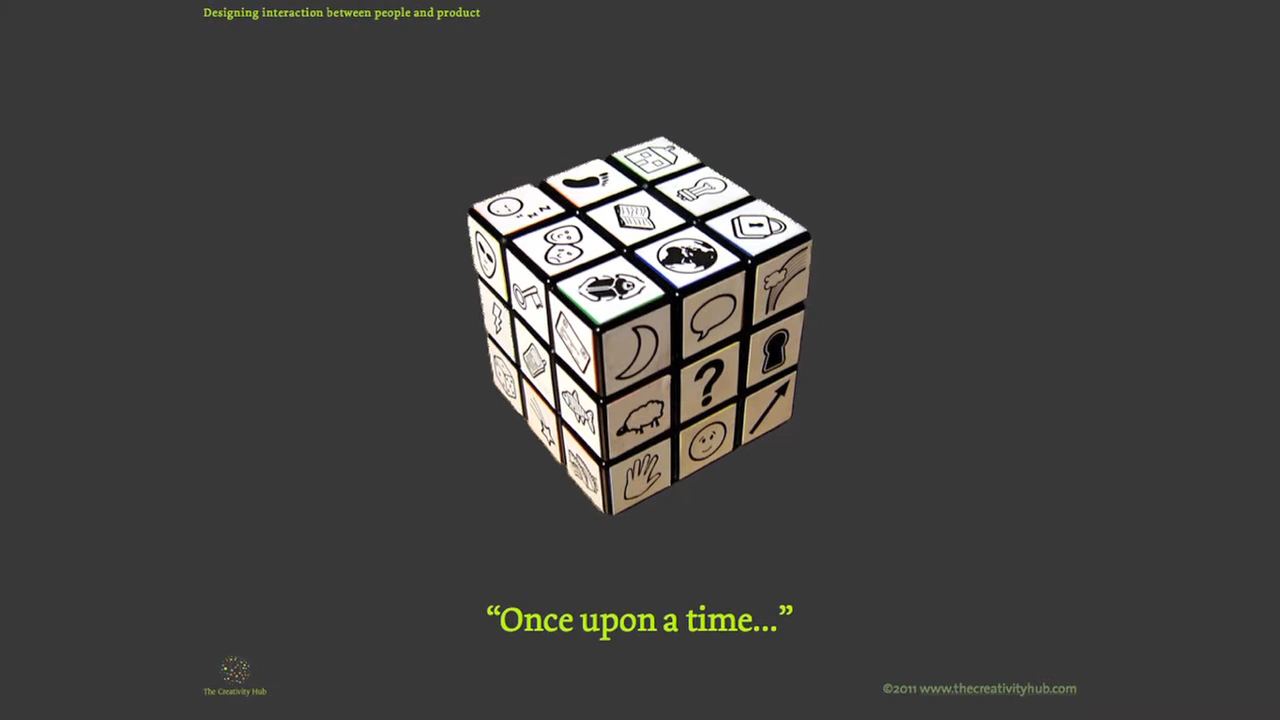 Designing interaction between people and product
z z z
?
“Once upon a time...”
The Creativity Hub
©2011 www.thecreativityhub.com